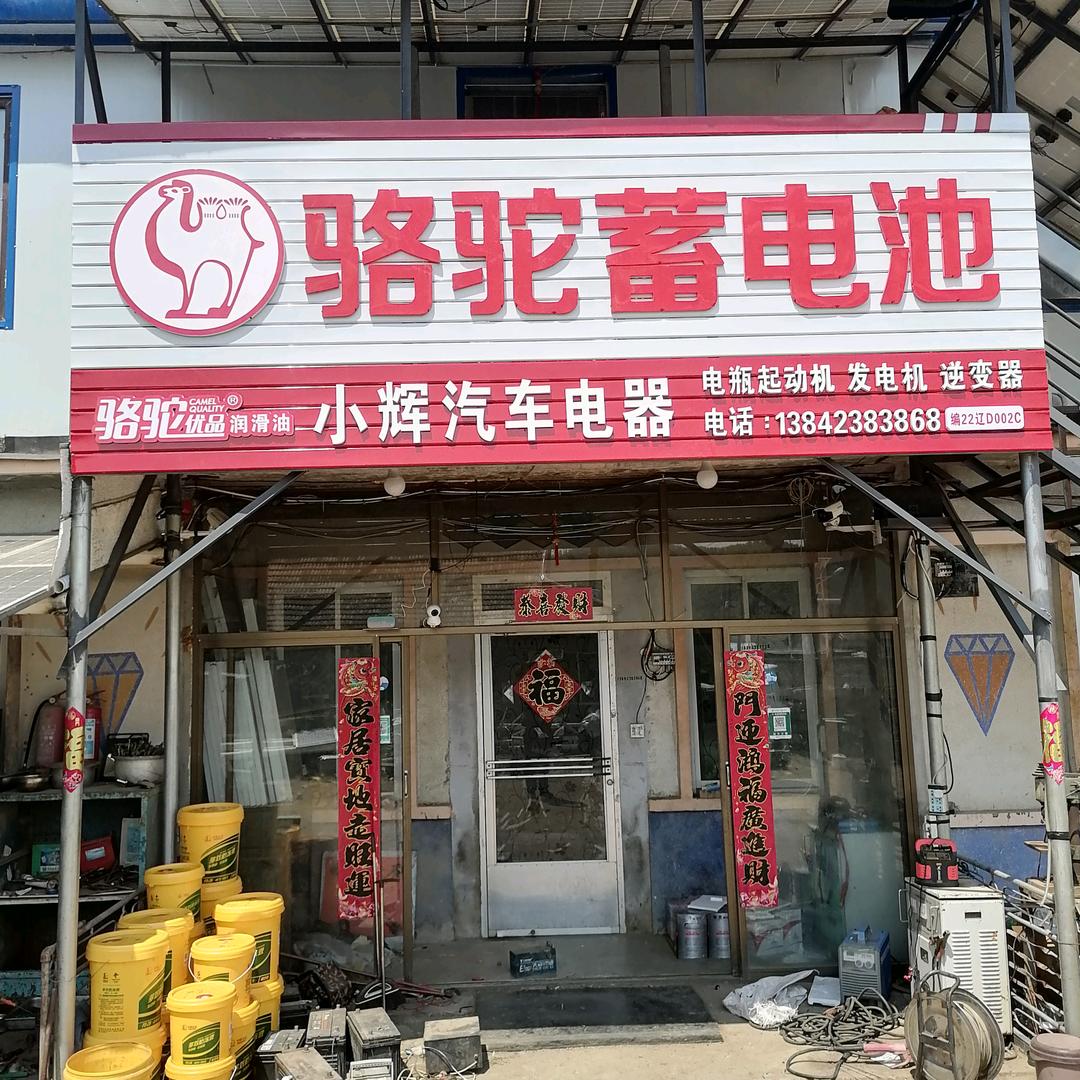 骆驼蓄电池
骆驼优品®润滑油
CAMEL QUALITY
小辉汽车电器
电瓶起动机 发电机 逆变器
电话：13842383868
编22辽D002C
恭喜發財
福
家居寶地走旺運
門迎鴻福廣進財
福